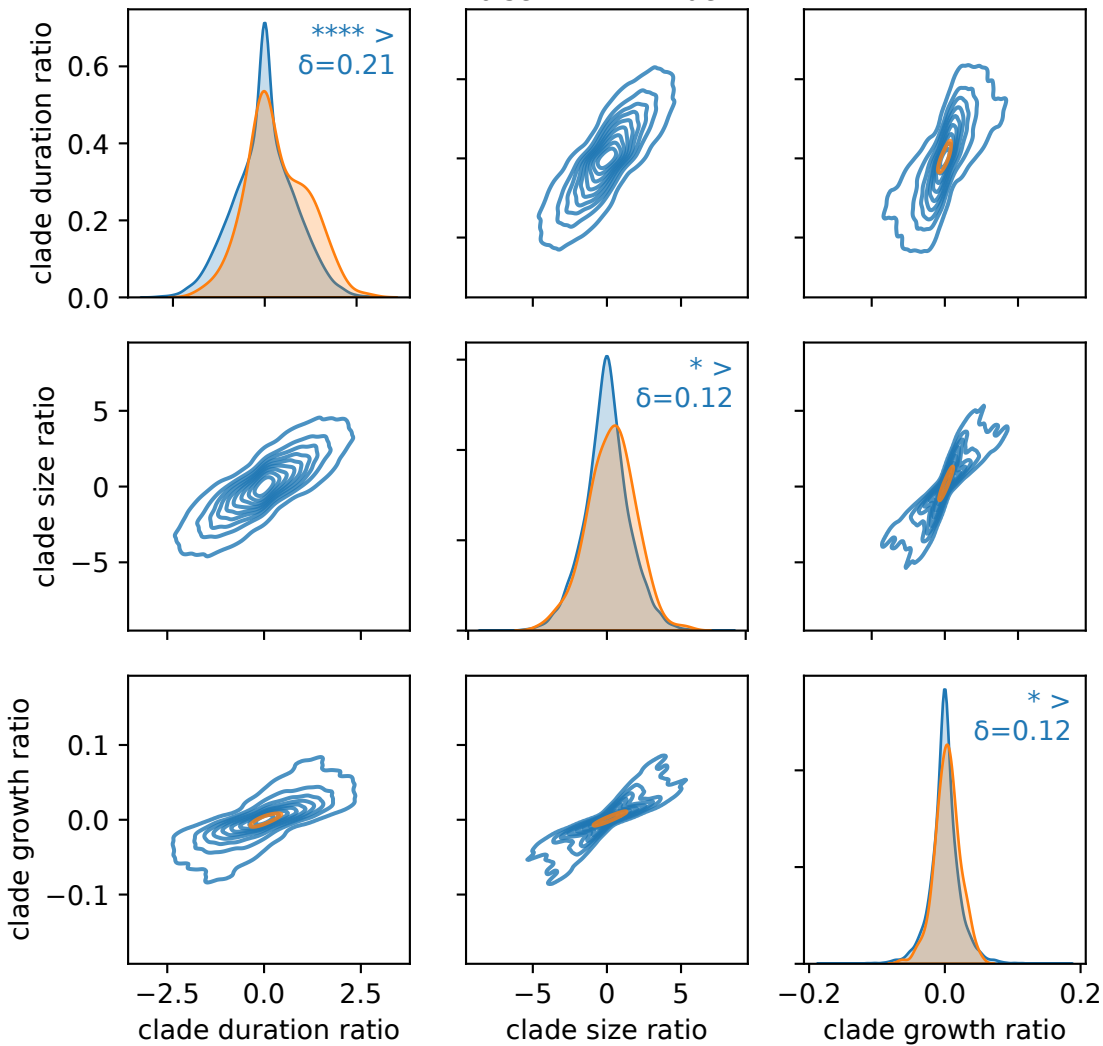 clade duration ratio
0.6
0.4
0.2
0.0
**** >
δ=0.21
clade size ratio
5
0
−5
* >
δ=0.12
clade growth ratio
0.1
0.0
−0.1
* >
δ=0.12
−2.5 0.0 2.5
−5 0 5
−0.2 0.0 0.2
clade duration ratio
clade size ratio
clade growth ratio